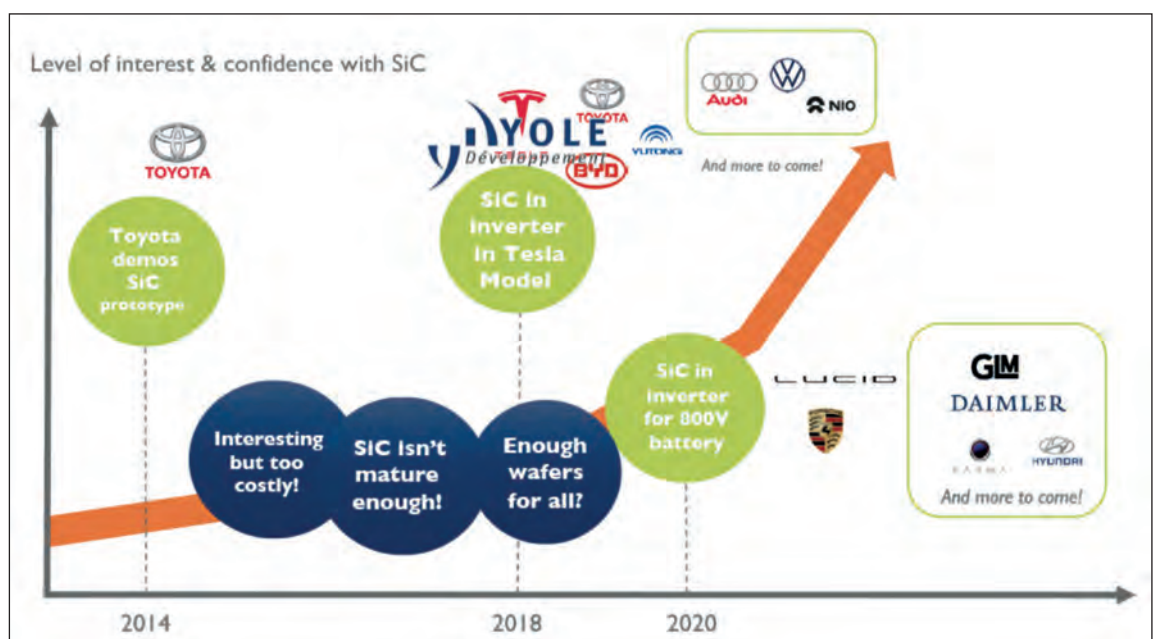 Level of interest & confidence with SiC
TOYOTA
Toyota
demos
SiC
prototype
YOLE
Développement
TOYOTA
BYD
YUTONG
SiC in
inverter
in Tesla
Model
Audi
NIO
And more to come!
Interesting
but too
costly!
SiC isn't
mature
enough!
Enough
wafers
for all?
SiC in
inverter
for 800V
battery
LUCID
GLM
DAIMLER
KARMA
HYUNDAI
And more to come!
2014
2018
2020